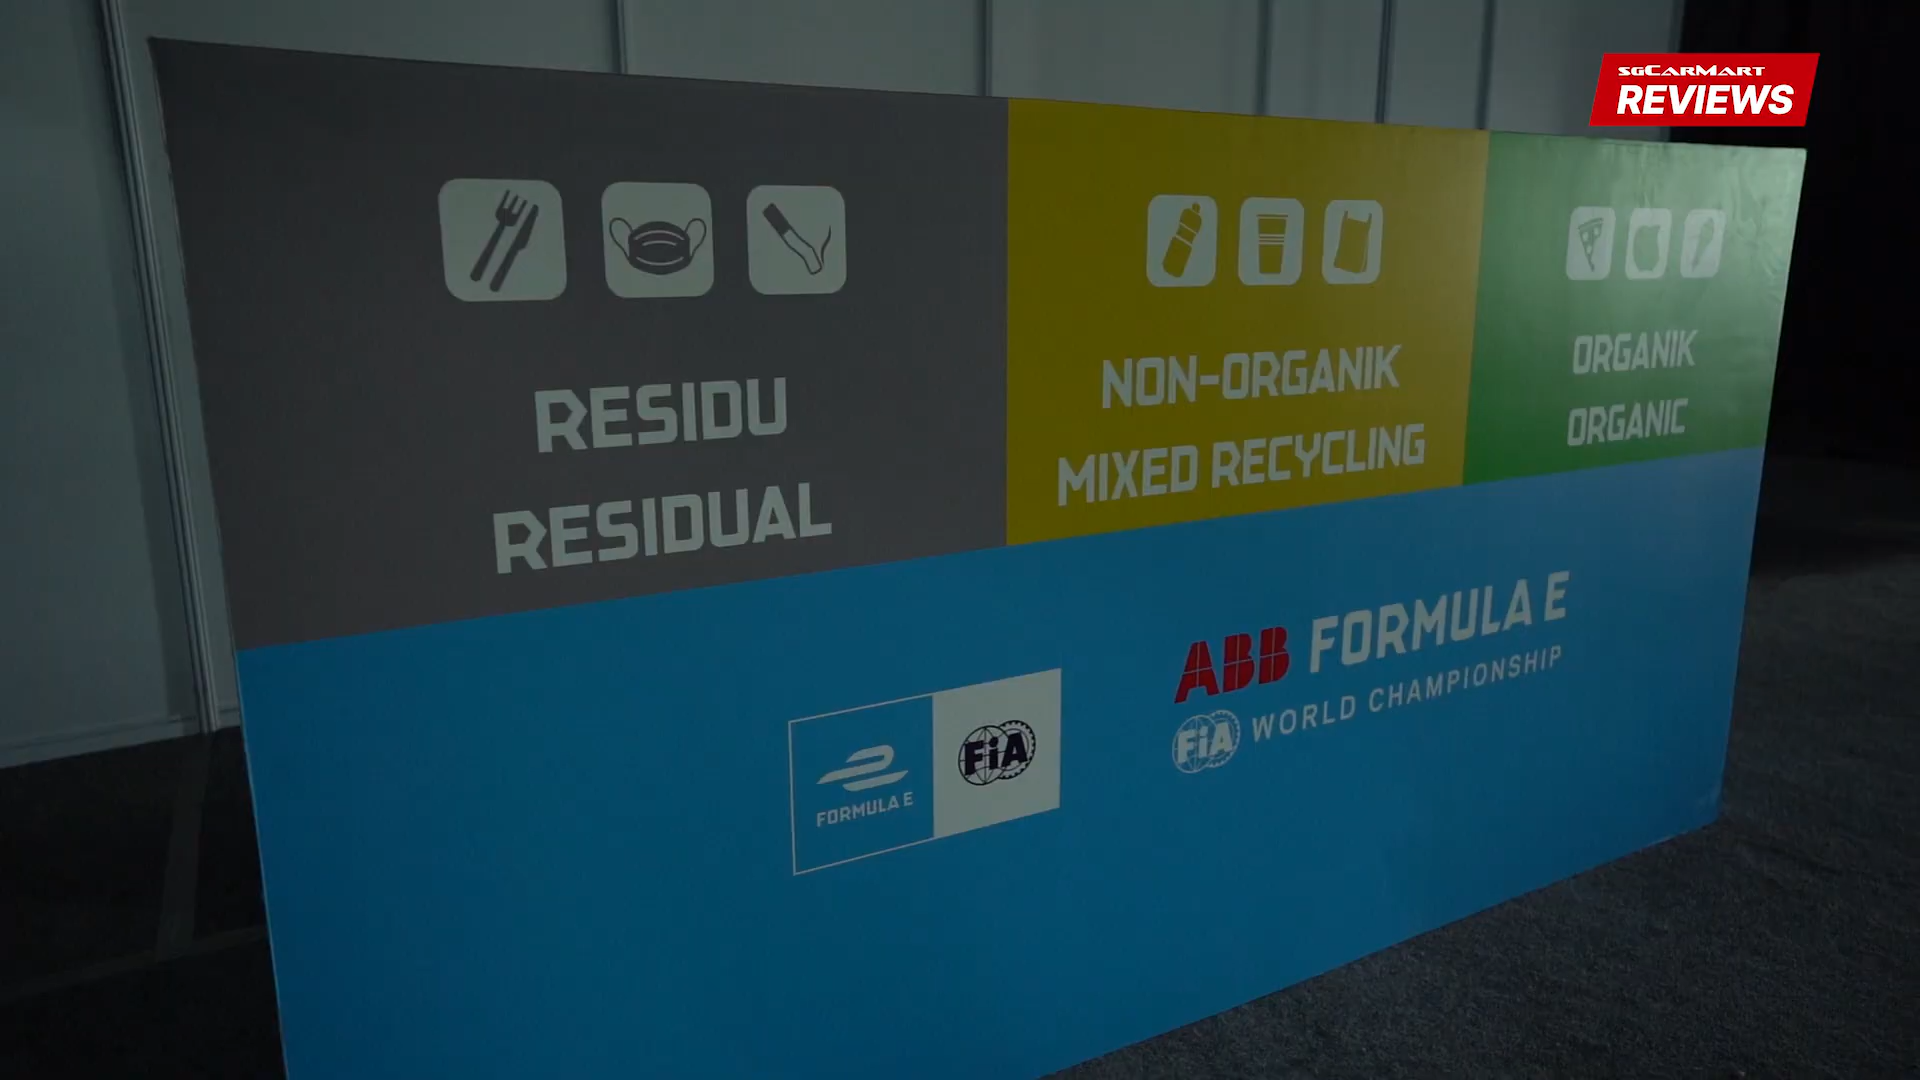 sgCarMart
REVIEWS
RESIDU
RESIDUAL
NON-ORGANIK
MIXED RECYCLING
ORGANIK
ORGANIC
FORMULA E
FiA
ABB FORMULA E
FiA WORLD CHAMPIONSHIP